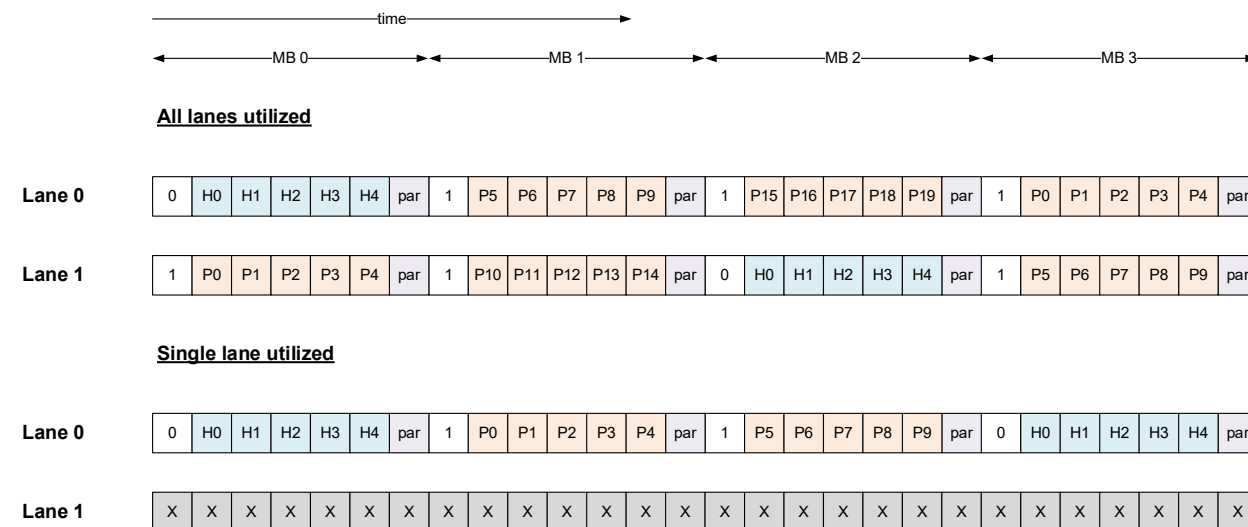 time
MB 0 MB 1 MB 2 MB 3
All lanes utilized
Lane 0 0 H0 H1 H2 H3 H4 par 1 P5 P6 P7 P8 P9 par 1 P15 P16 P17 P18 P19 par 1 P0 P1 P2 P3 P4 par
Lane 1 1 P0 P1 P2 P3 P4 par 1 P10 P11 P12 P13 P14 par 0 H0 H1 H2 H3 H4 par 1 P5 P6 P7 P8 P9 par
Single lane utilized
Lane 0 0 H0 H1 H2 H3 H4 par 1 P0 P1 P2 P3 P4 par 1 P5 P6 P7 P8 P9 par 0 H0 H1 H2 H3 H4 par
Lane 1 X X X X X X X X X X X X X X X X X X X X X X X X X X X X